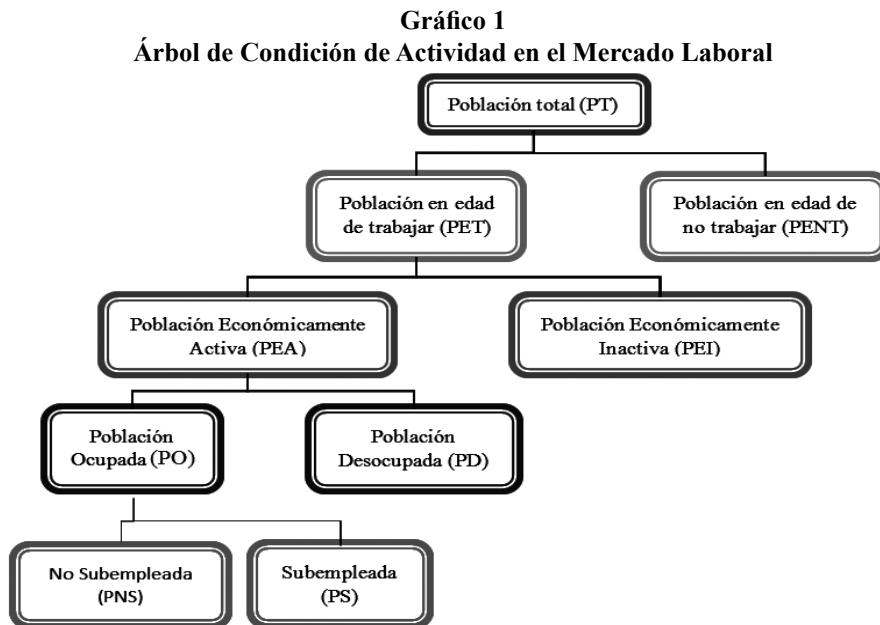 Gráfico 1
Árbol de Condición de Actividad en el Mercado Laboral
Población total (PT)
Población en edad
de trabajar (PET)
Población en edad de
no trabajar (PENT)
Población Económicamente
Activa (PEA)
Población Económicamente
Inactiva (PEI)
Población
Ocupada (PO)
Población
Desocupada (PD)
No Subempleada
(PNS)
Subempleada
(PS)